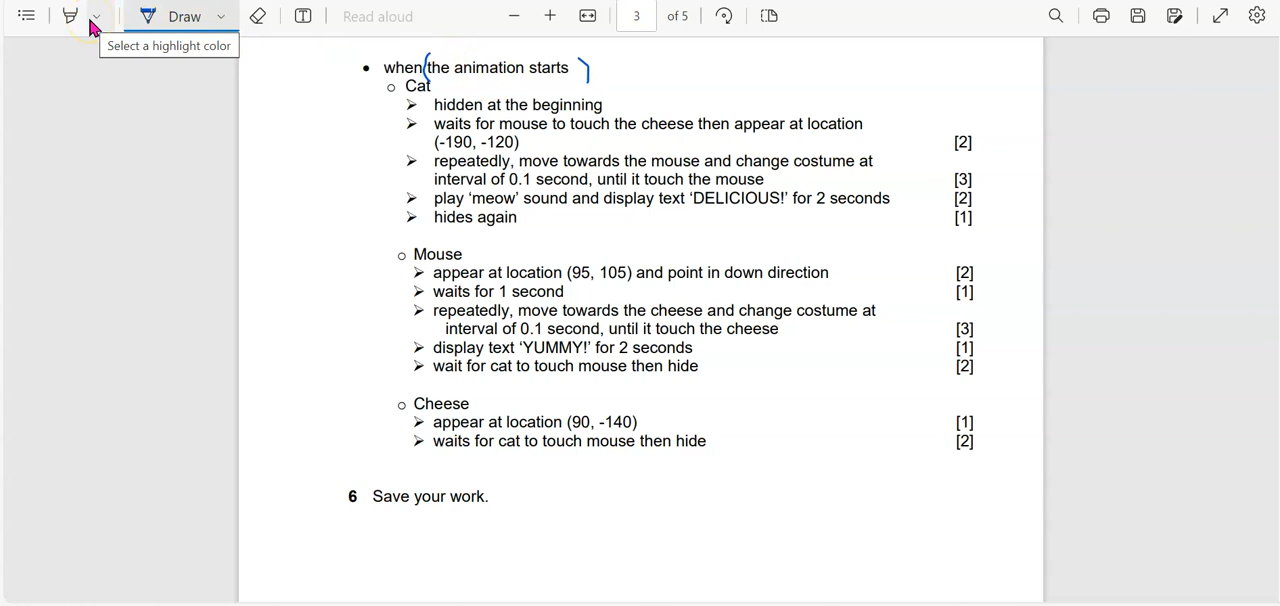 Draw
Read aloud
3 of 5
Select a highlight color
• when the animation starts
o Cat
➢ hidden at the beginning
➢ waits for mouse to touch the cheese then appear at location
(-190, -120) [2]
➢ repeatedly, move towards the mouse and change costume at
interval of 0.1 second, until it touch the mouse [3]
➢ play ‘meow’ sound and display text ‘DELICIOUS!’ for 2 seconds [2]
➢ hides again [1]
o Mouse
➢ appear at location (95, 105) and point in down direction [2]
➢ waits for 1 second [1]
➢ repeatedly, move towards the cheese and change costume at
interval of 0.1 second, until it touch the cheese [3]
➢ display text ‘YUMMY!’ for 2 seconds [1]
➢ wait for cat to touch mouse then hide [2]
o Cheese
➢ appear at location (90, -140) [1]
➢ waits for cat to touch mouse then hide [2]
6 Save your work.